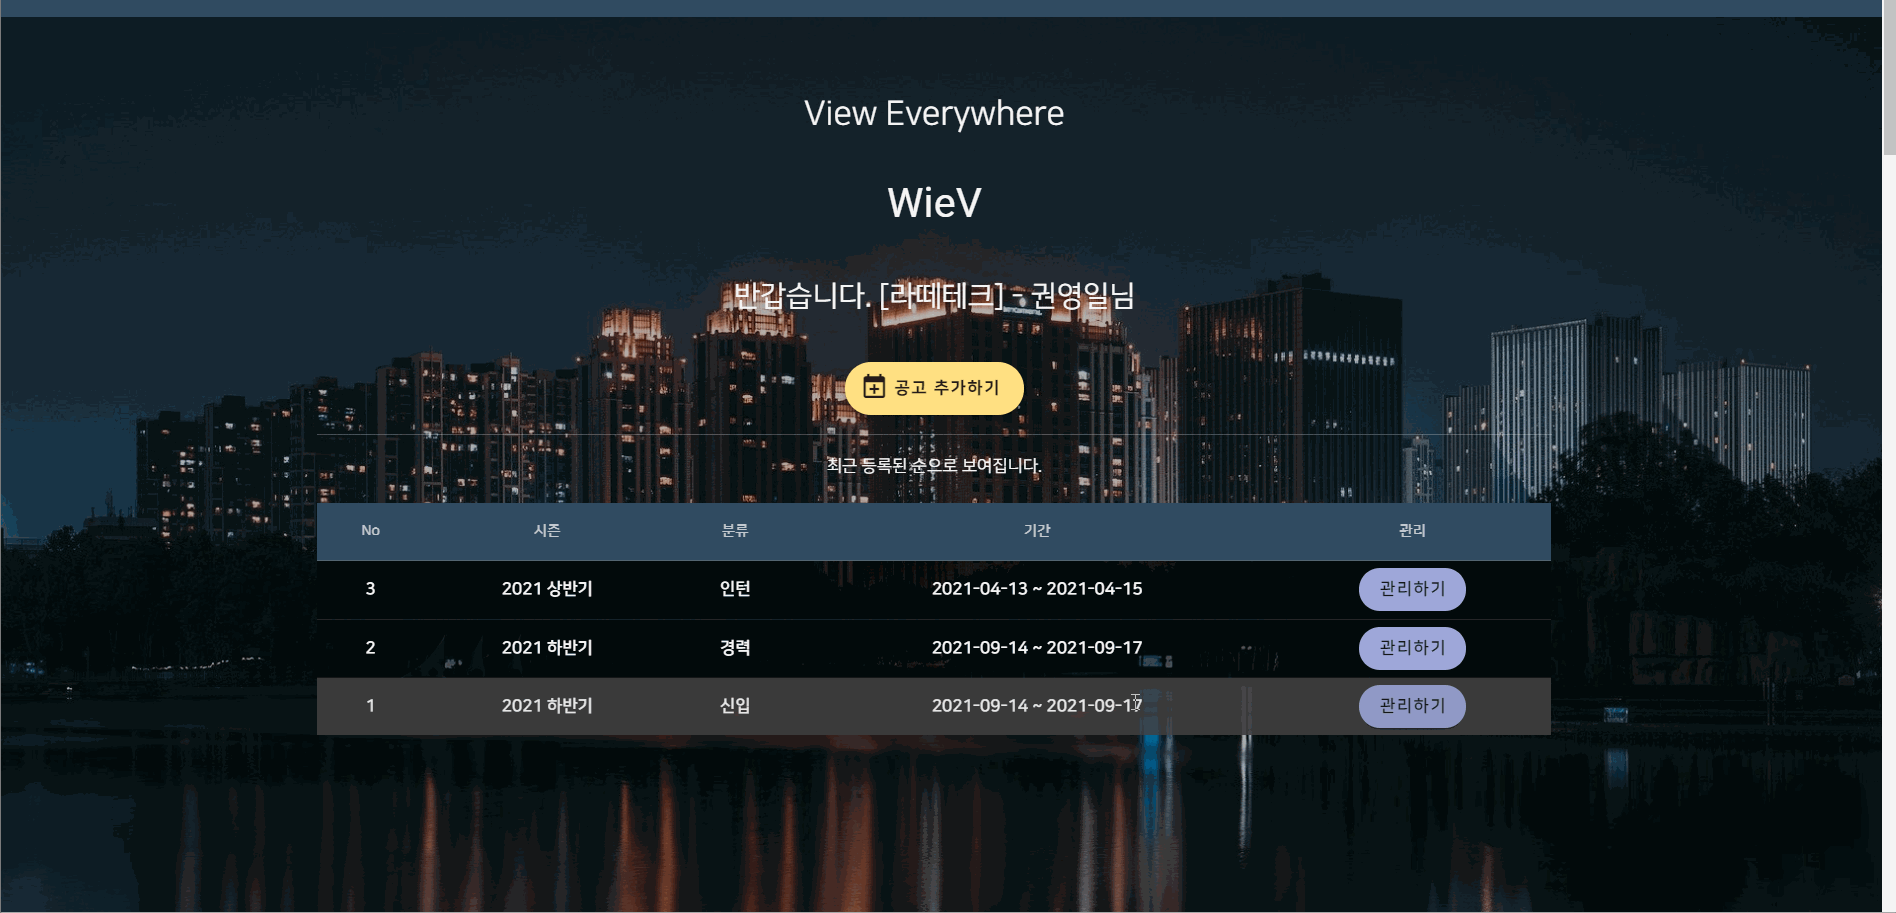 View Everywhere
WieV
반갑습니다. [라떼테크] - 권영일님
공고 추가하기
최근 등록된 순으로 보여집니다.
No 시즌 분류 기간 관리
3 2021 상반기 인턴 2021-04-13 ~ 2021-04-15 관리하기
2 2021 하반기 경력 2021-09-14 ~ 2021-09-17 관리하기
1 2021 하반기 신입 2021-09-14 ~ 2021-09-17 관리하기